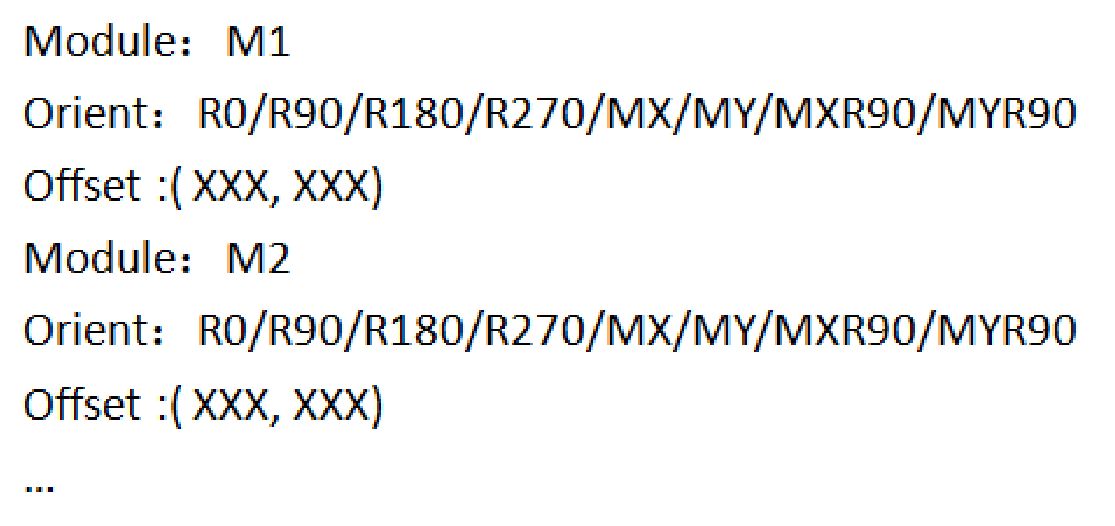 Module： M1
Orient： R0/R90/R180/R270/MX/MY/MXR90/MYR90
Offset :( XXX, XXX)
Module： M2
Orient： R0/R90/R180/R270/MX/MY/MXR90/MYR90
Offset :( XXX, XXX)
...